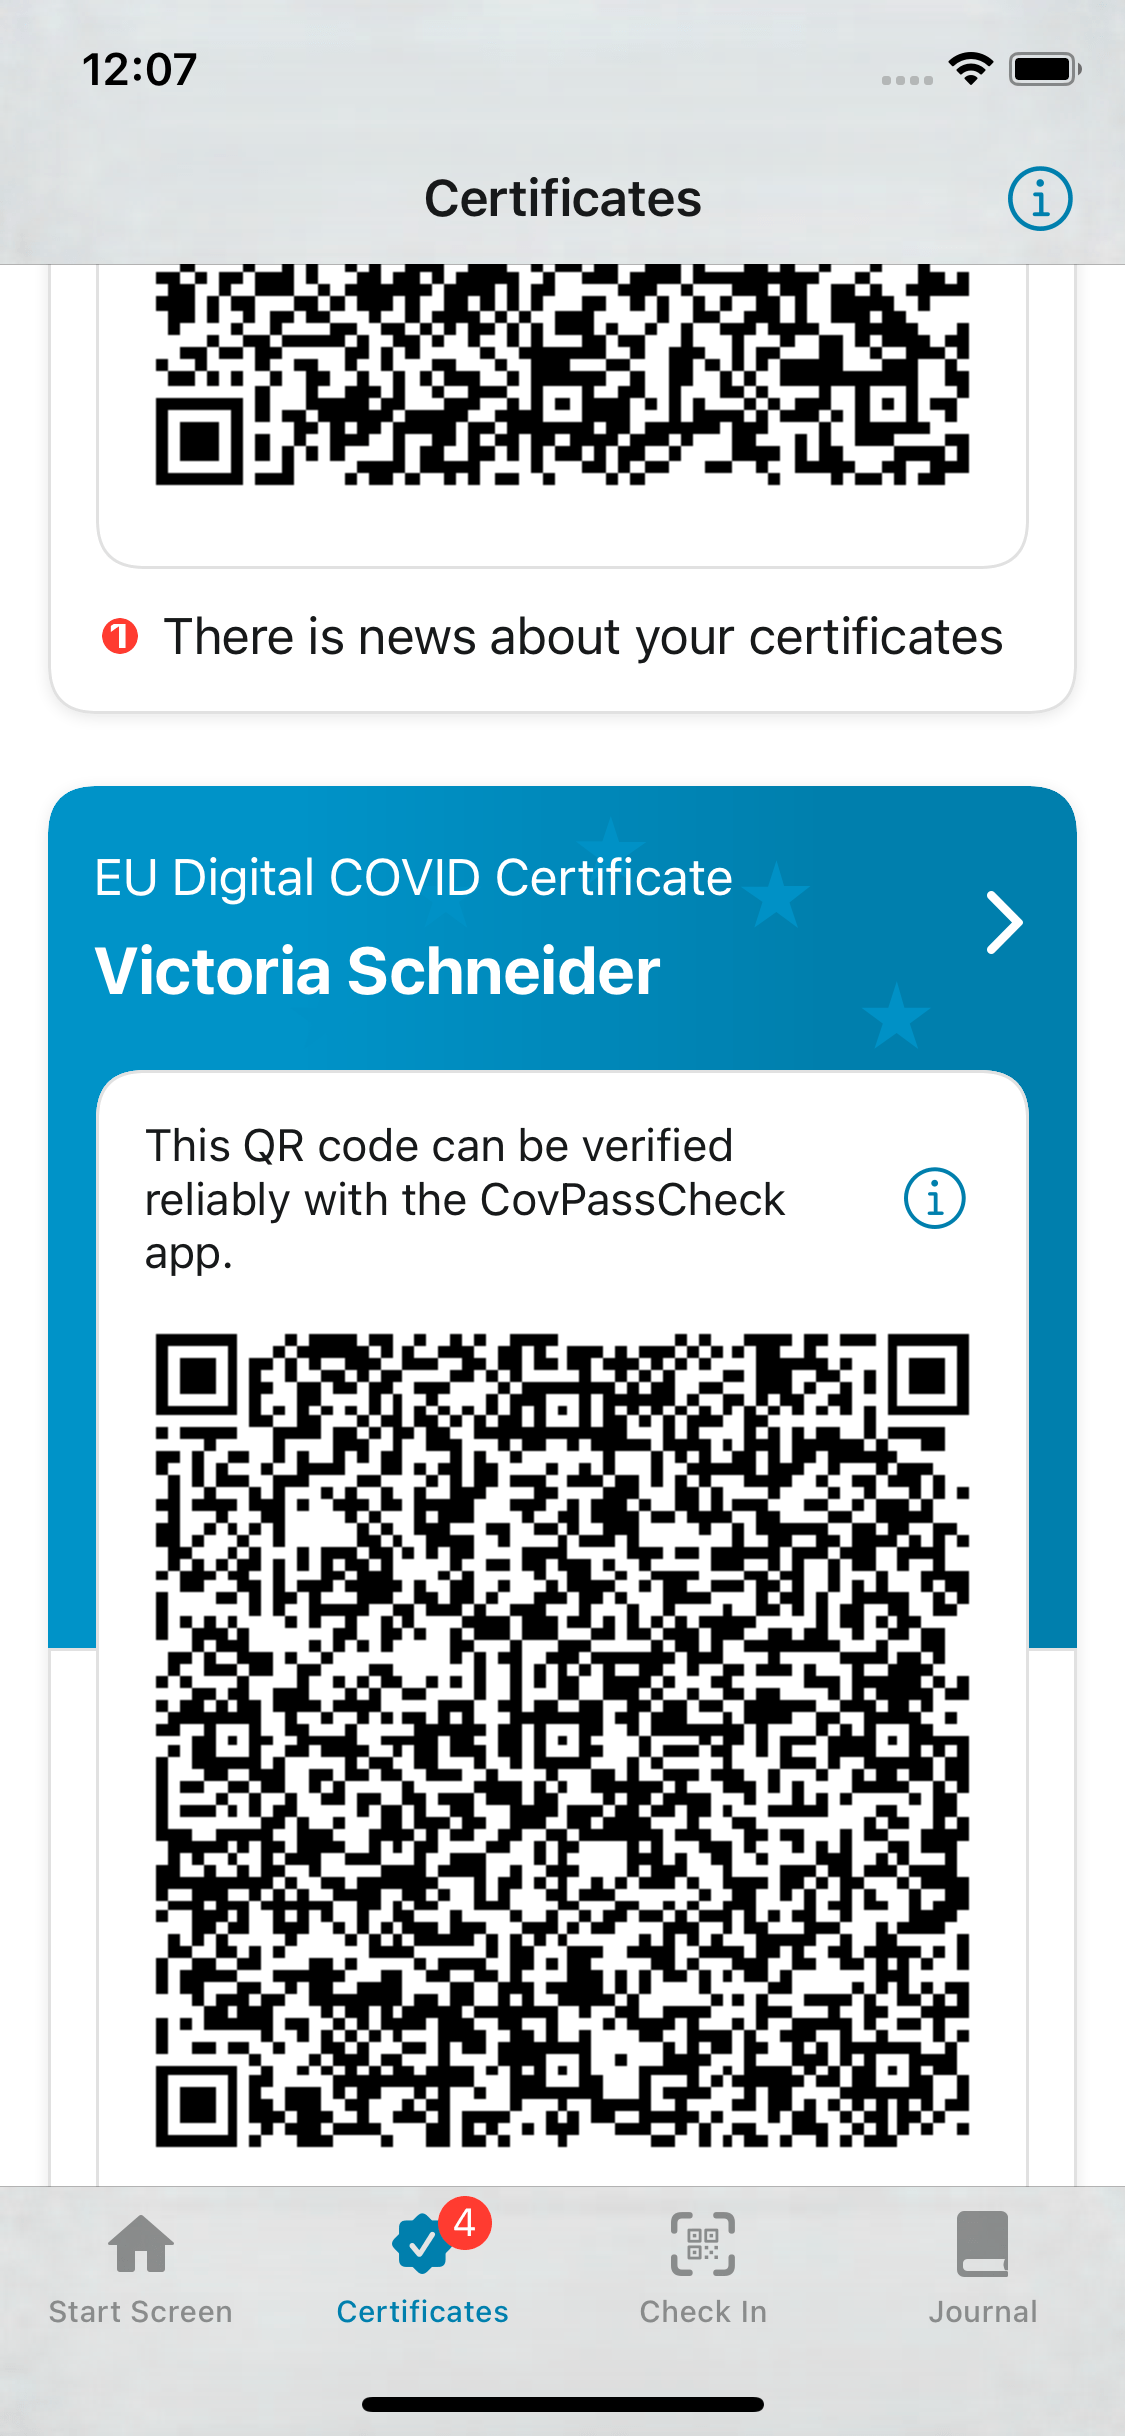 12:07
Certificates
1 There is news about your certificates
EU Digital COVID Certificate
Victoria Schneider
This QR code can be verified
reliably with the CovPassCheck
app.
4
Start Screen
Certificates
Check In
Journal